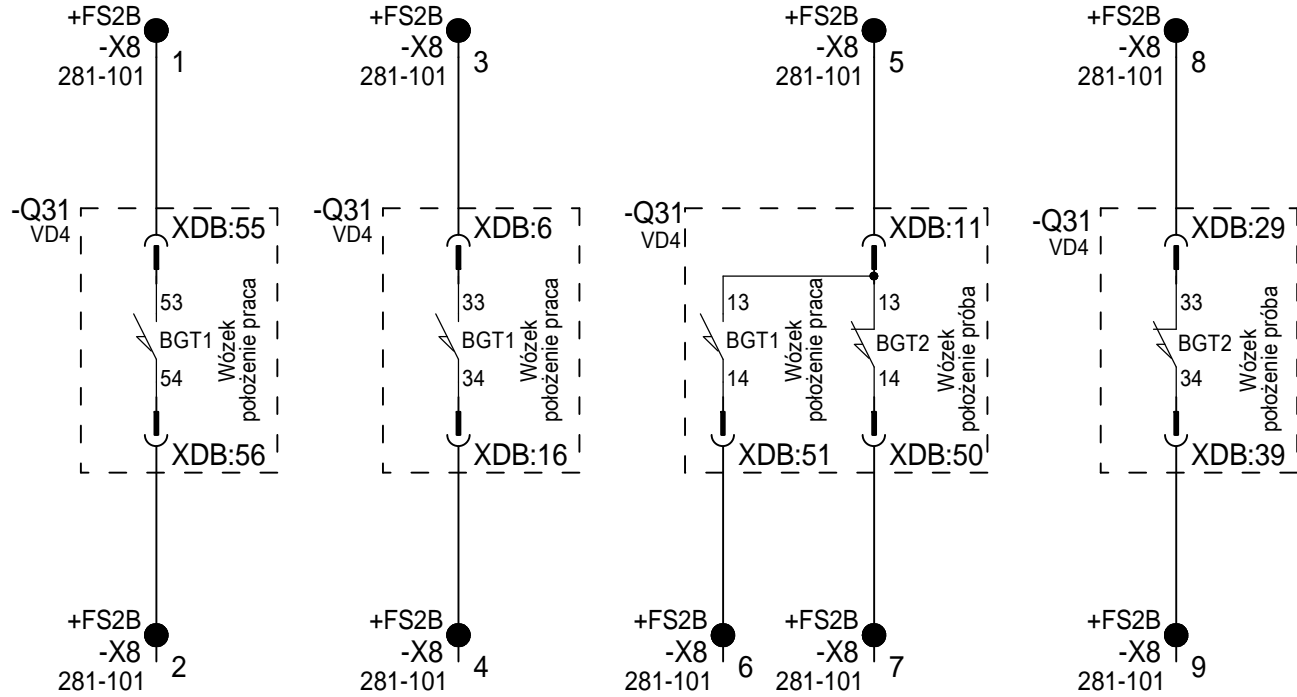 +FS2B
-X8
281-101
1
-Q31
VD4
XDB:55
53
BGT1
54
Wózek
położenie praca
XDB:56
+FS2B
-X8
281-101
2
+FS2B
-X8
281-101
3
-Q31
VD4
XDB:6
33
BGT1
34
Wózek
położenie praca
XDB:16
+FS2B
-X8
281-101
4
+FS2B
-X8
281-101
5
-Q31
VD4
XDB:11
13
BGT1
14
Wózek
położenie praca
XDB:51
13
BGT2
14
Wózek
położenie próba
XDB:50
+FS2B
-X8
281-101
6
+FS2B
-X8
281-101
7
+FS2B
-X8
281-101
8
-Q31
VD4
XDB:29
33
BGT2
34
Wózek
położenie próba
XDB:39
+FS2B
-X8
281-101
9